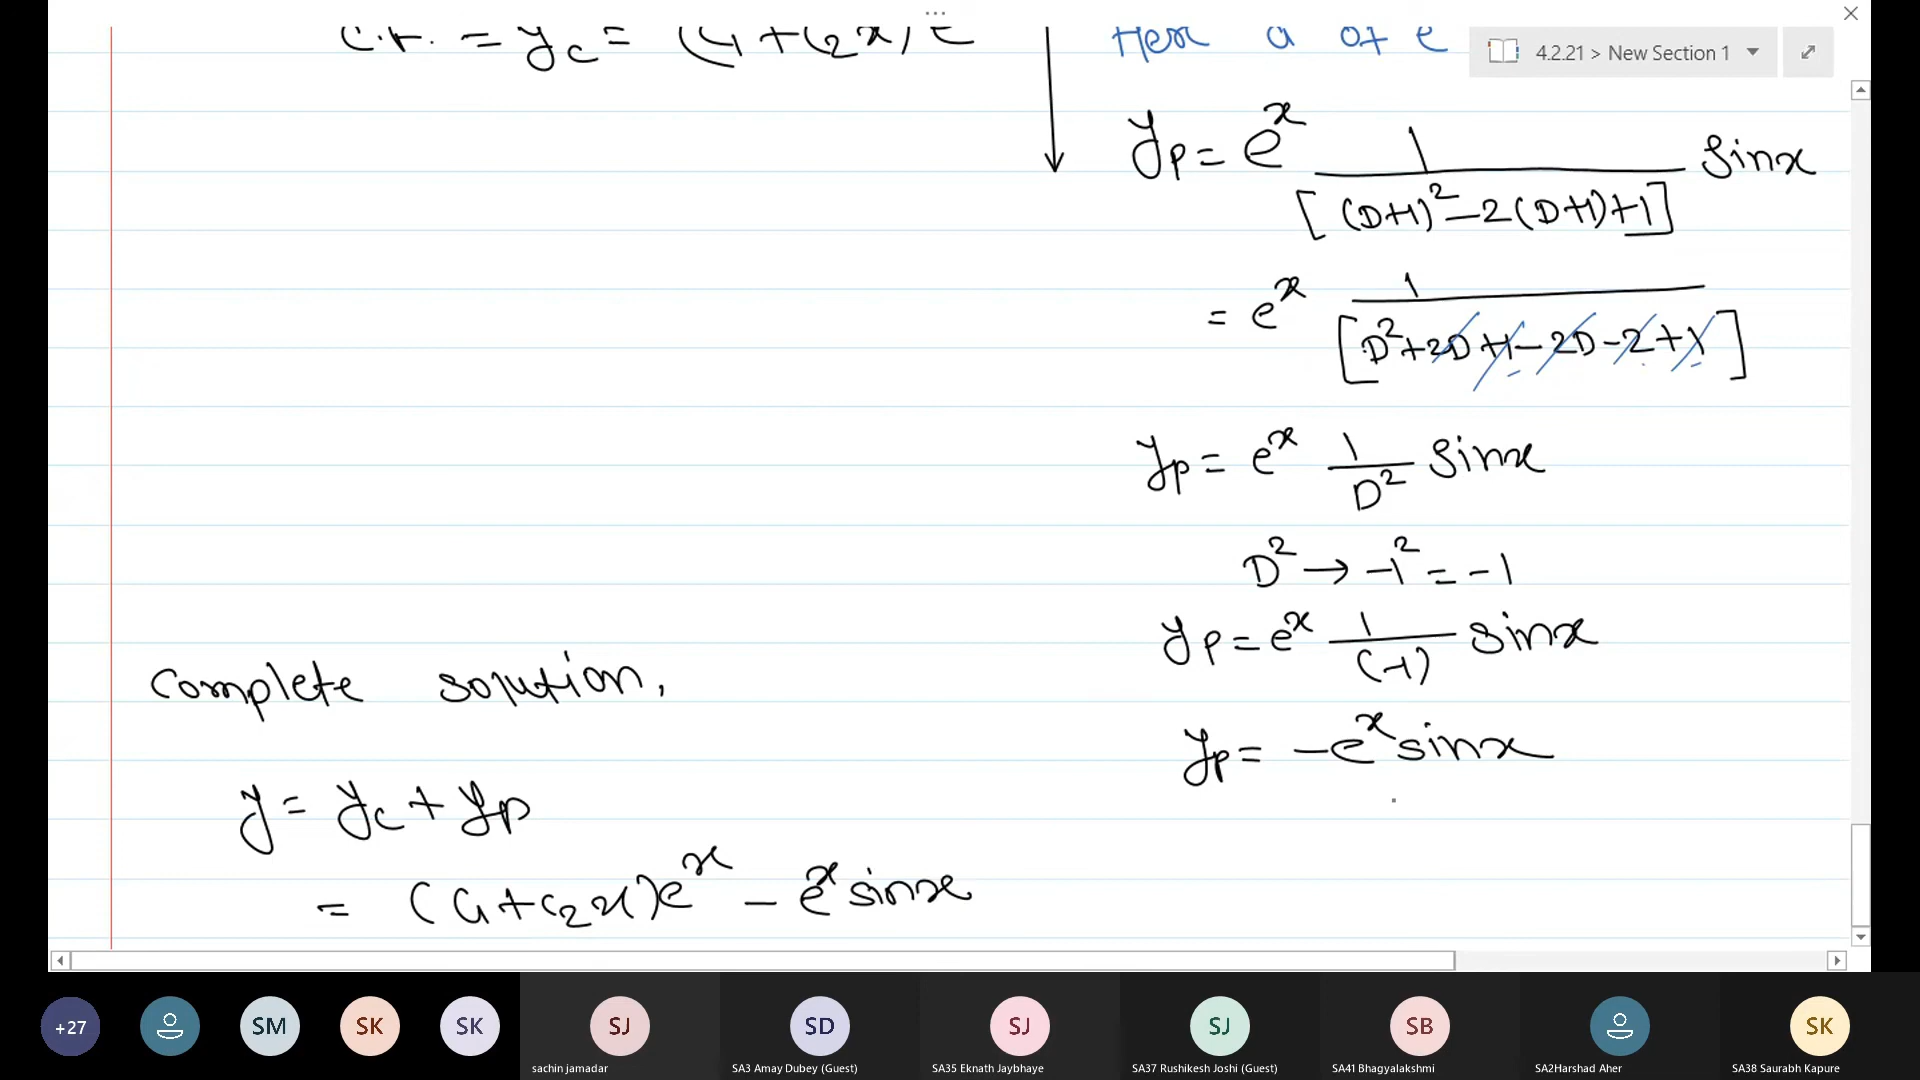 C.F. = yc = (C1+C2x)e
Here a of e
4.2.21 > New Section 1
yp = e^x 1/[(D+1)^2-2(D+1)+1] sinx
= e^x 1/[D^2+2D+1-2D-2+1]
yp = e^x 1/D^2 sinx
D^2 → -1^2 = -1
yp = e^x 1/(-1) sinx
yp = -e^x sinx
Complete solution,
y = yc + yp
= (C1+C2x)e^x - e^x sinx
+27
SM
SK
SK
SJ
SD
SJ
SJ
SB
SK
sachin jamadar
SA3 Amay Dubey (Guest)
SA35 Eknath Jaybhaye
SA37 Rushikesh Joshi (Guest)
SA41 Bhagyalakshmi
SA2Harshad Aher
SA38 Saurabh Kapure